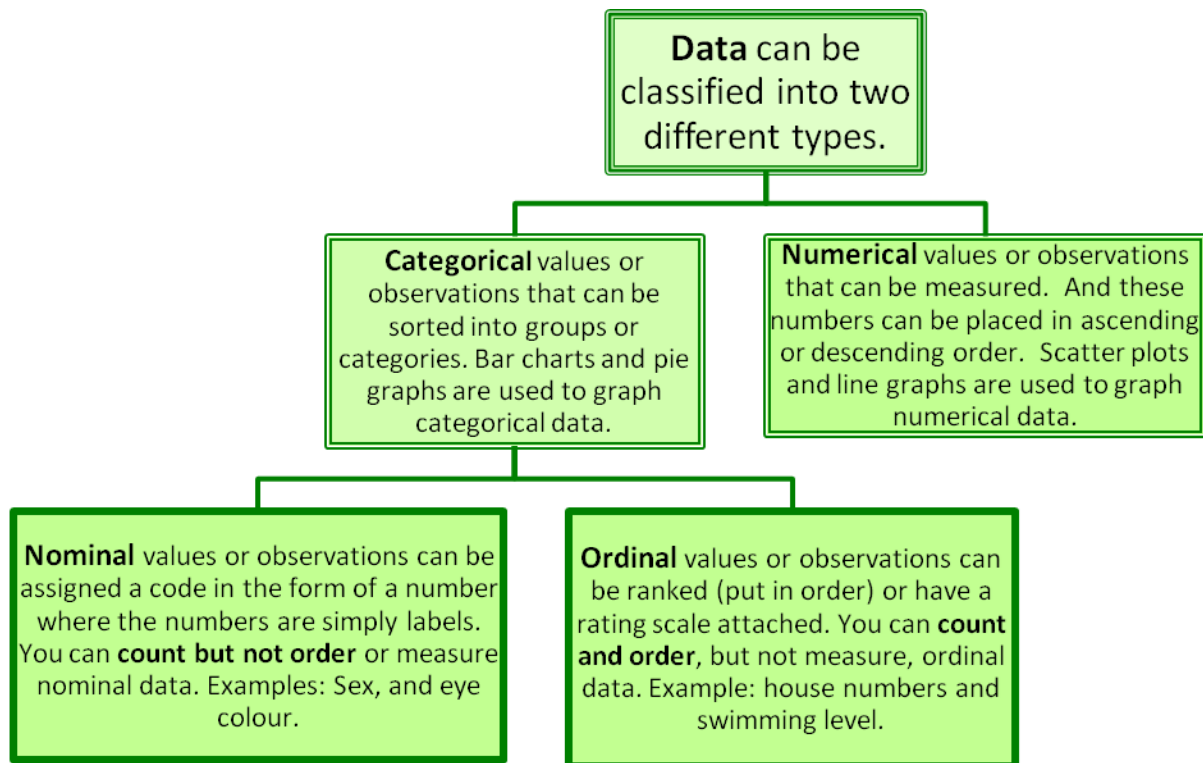 Data can be
classified into two
different types.
Categorical values or
observations that can be
sorted into groups or
categories. Bar charts and pie
graphs are used to graph
categorical data.
Numerical values or observations
that can be measured.  And these
numbers can be placed in ascending
or descending order.  Scatter plots
and line graphs are used to graph
numerical data.
Nominal values or observations can be
assigned a code in the form of a number
where the numbers are simply labels.
You can count but not order or measure
nominal data. Examples: Sex, and eye
colour.
Ordinal values or observations can
be ranked (put in order) or have a
rating scale attached. You can count
and order, but not measure, ordinal
data. Example: house numbers and
swimming level.